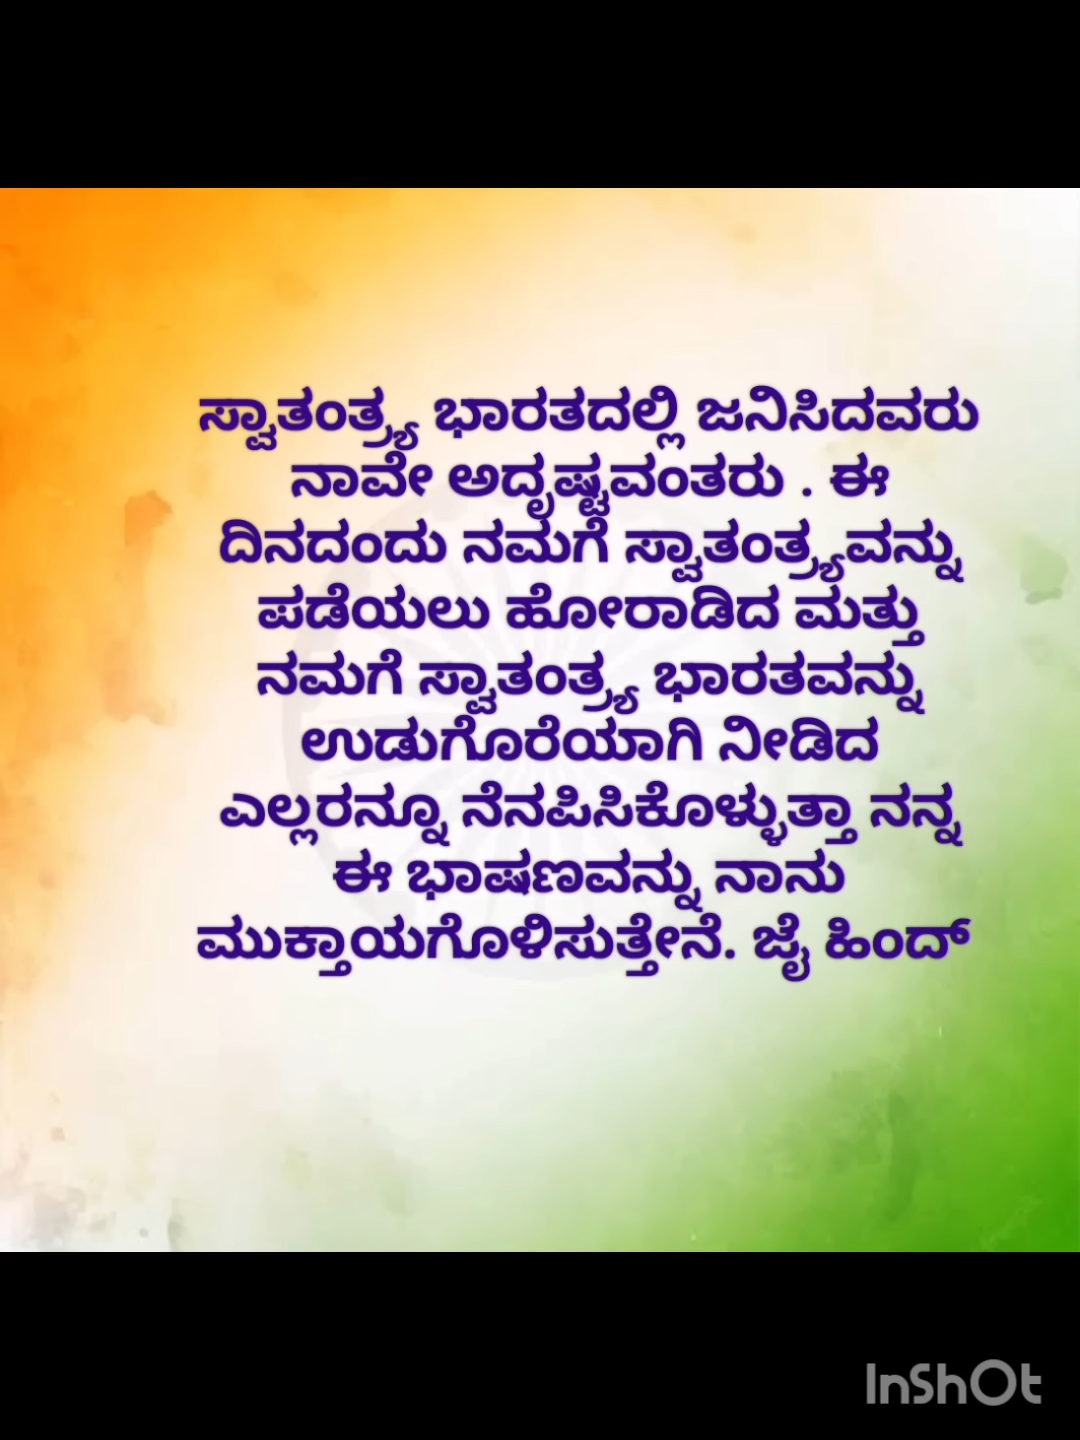 ಸ್ವಾತಂತ್ರ್ಯ ಭಾರತದಲ್ಲಿ ಜನಿಸಿದವರು
ನಾವೇ ಅದೃಷ್ಟವಂತರು . ಈ
ದಿನದಂದು ನಮಗೆ ಸ್ವಾತಂತ್ರ್ಯವನ್ನು
ಪಡೆಯಲು ಹೋರಾಡಿದ ಮತ್ತು
ನಮಗೆ ಸ್ವಾತಂತ್ರ್ಯ ಭಾರತವನ್ನು
ಉಡುಗೊರೆಯಾಗಿ ನೀಡಿದ
ಎಲ್ಲರನ್ನೂ ನೆನಪಿಸಿಕೊಳ್ಳುತ್ತಾ ನನ್ನ
ಈ ಭಾಷಣವನ್ನು ನಾನು
ಮುಕ್ತಾಯಗೊಳಿಸುತ್ತೇನೆ. ಜೈ ಹಿಂದ್
InShOt